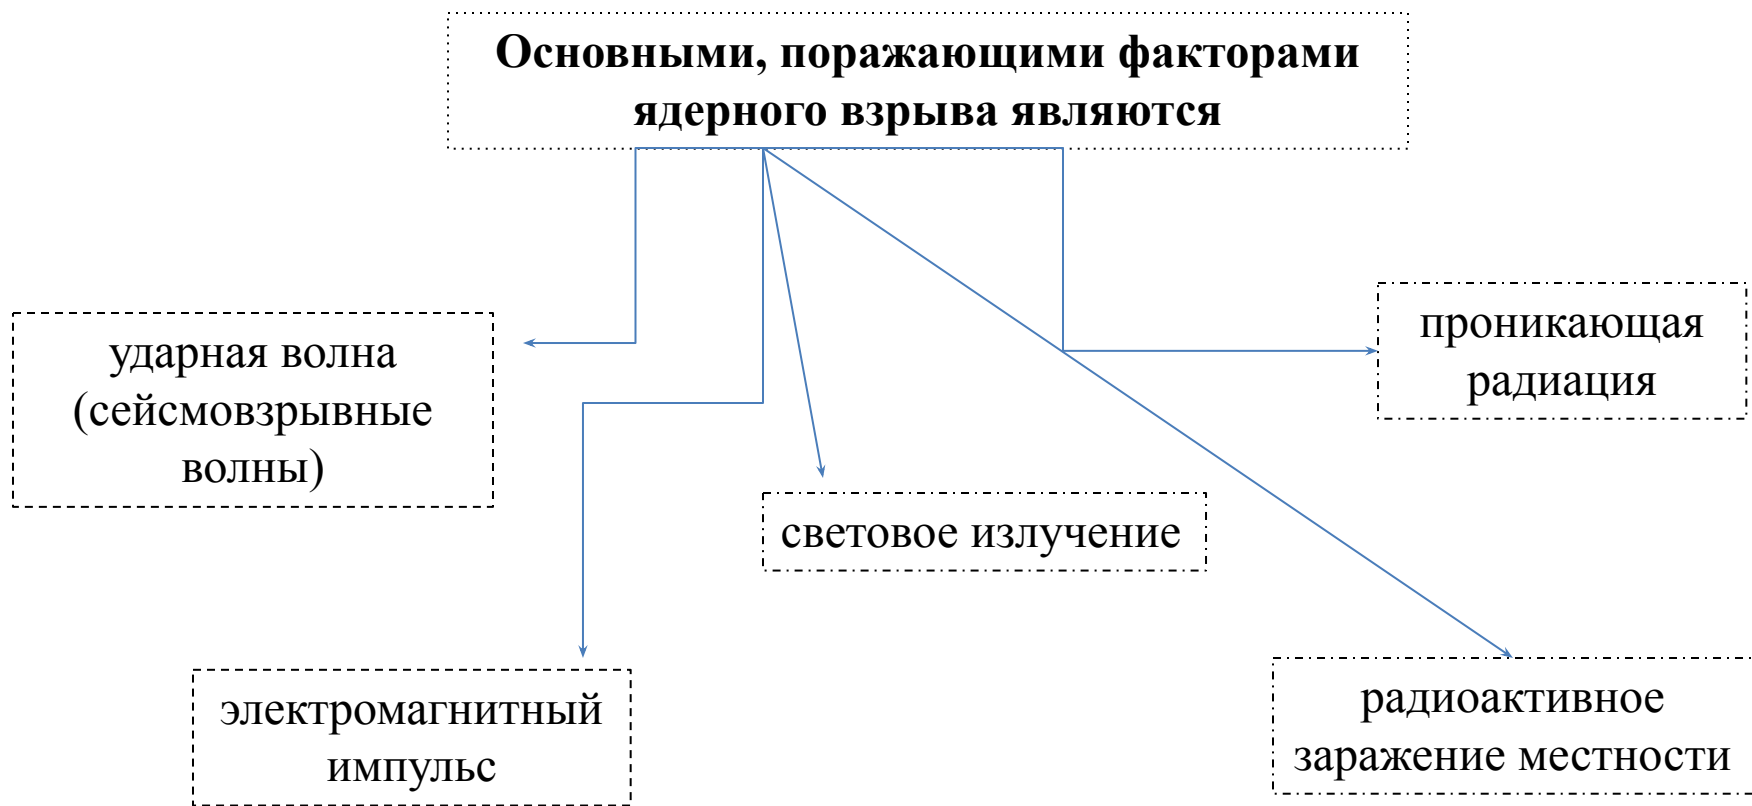 Основными, поражающими факторами
ядерного взрыва являются
ударная волна
(сейсмовзрывные
волны)
проникающая
радиация
световое излучение
электромагнитный
импульс
радиоактивное
заражение местности